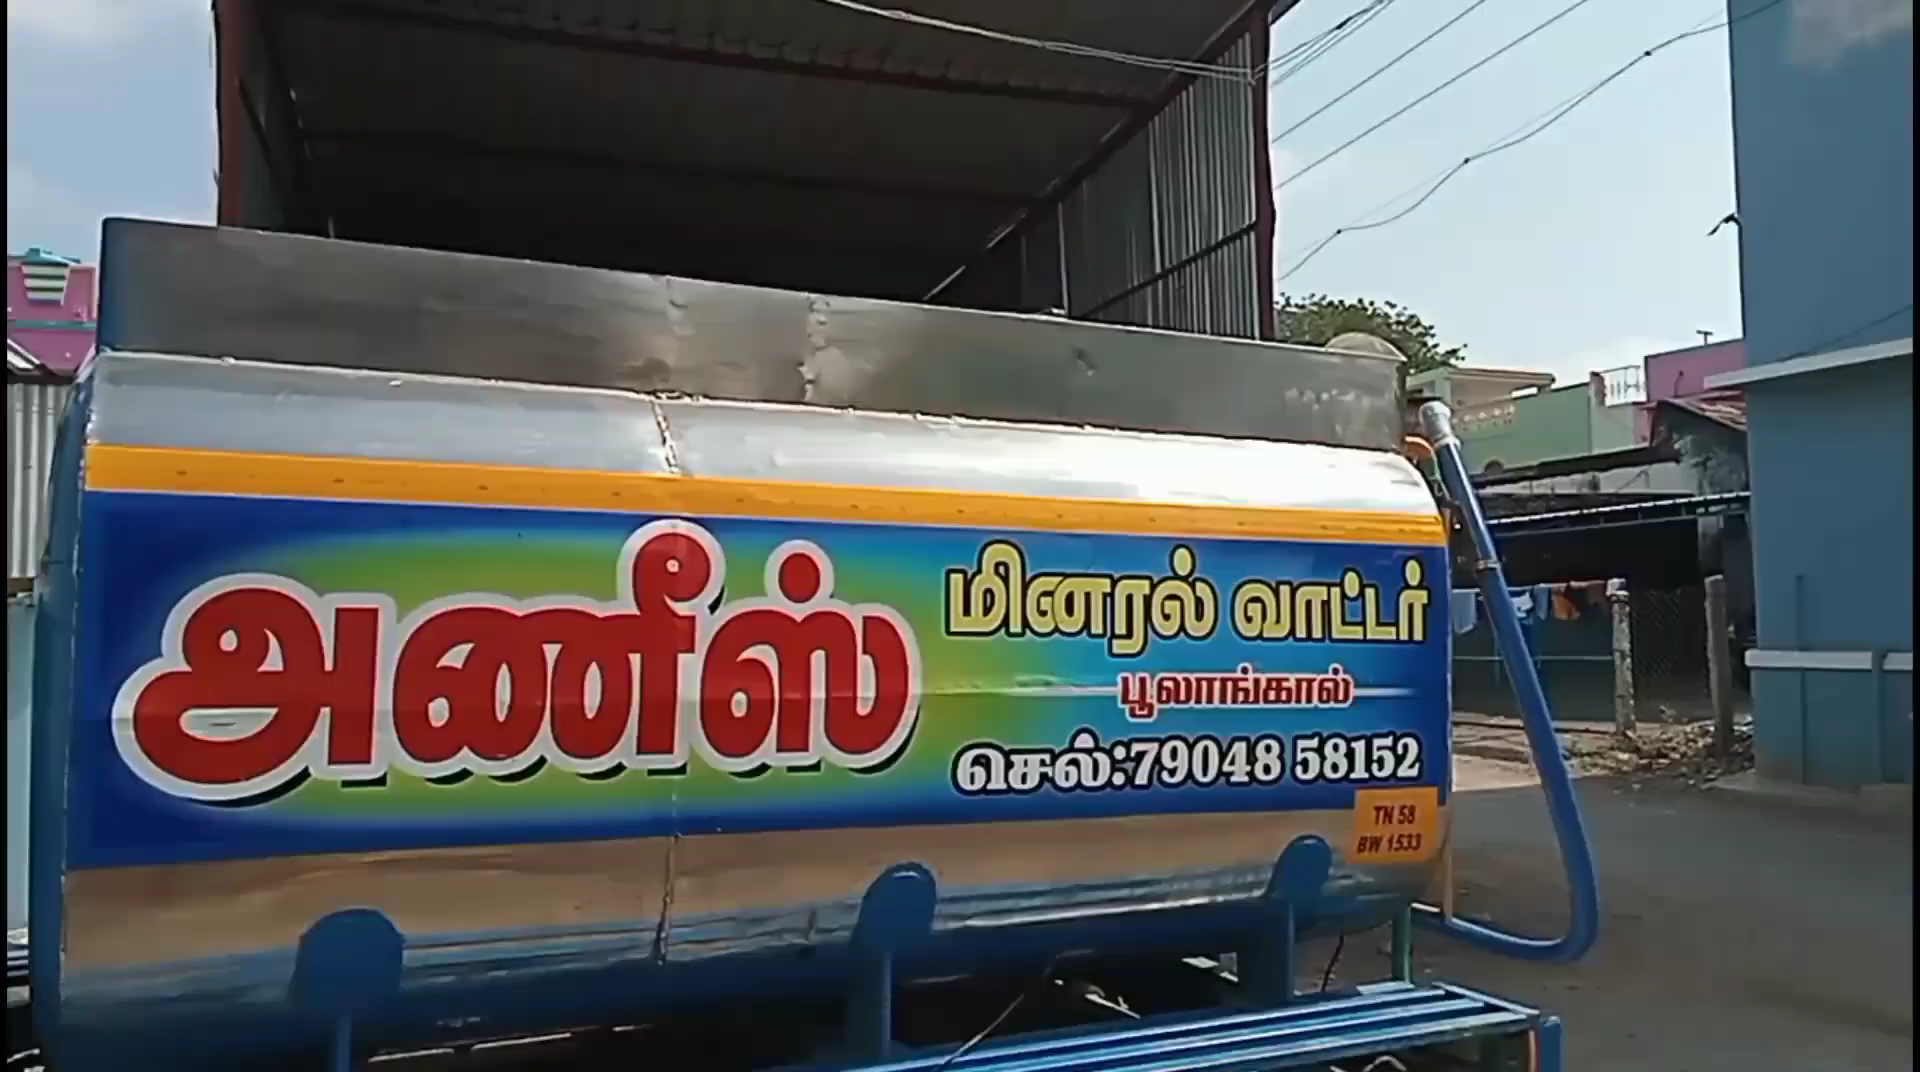 அணீஸ்
மினரல் வாட்டர்
பூலாங்கால்
செல்:79048 58152
TN 58
BW 1533